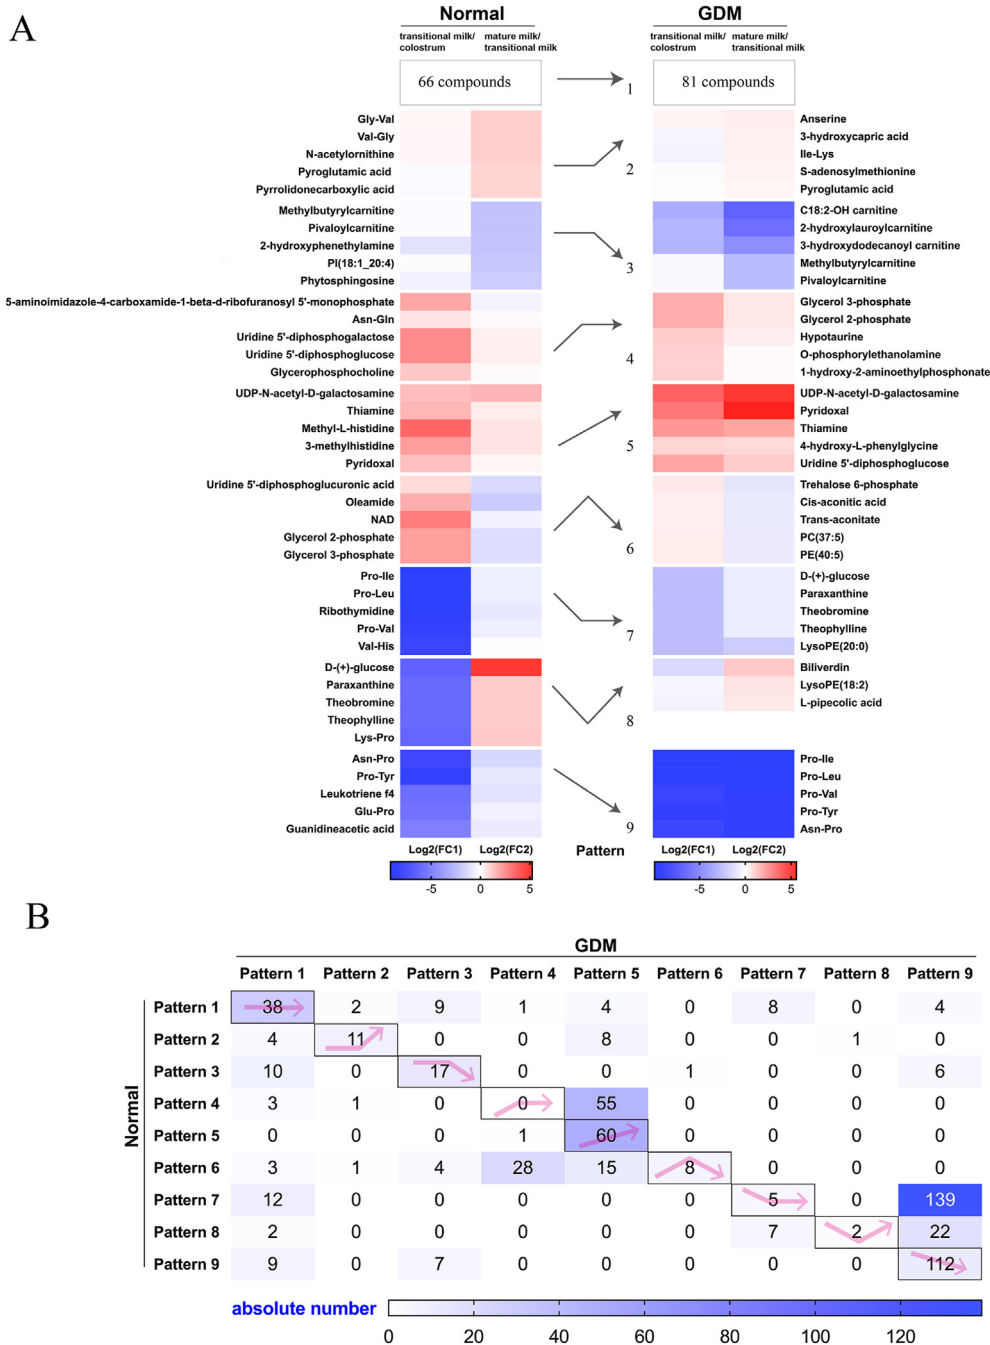 A
Normal
GDM
transitional milk/ mature milk/ transitional milk/ mature milk/
colostrum transitional milk colostrum transitional milk
66 compounds 1 81 compounds
Gly-Val Anserine
Val-Gly 3-hydroxycapric acid
N-acetylornithine Ile-Lys
Pyroglutamic acid 2 S-adenosylmethionine
Pyrrolidonecarboxylic acid Pyroglutamic acid
Methylbutyrylcarnitine C18:2-OH carnitine
Pivaloylcarnitine 2-hydroxylauroylcarnitine
2-hydroxyphenethylamine 3-hydroxydodecanoyl carnitine
PI(18:1_20:4) 3 Methylbutyrylcarnitine
Phytosphingosine Pivaloylcarnitine
5-aminoimidazole-4-carboxamide-1-beta-d-ribofuranosyl 5'-monophosphate Glycerol 3-phosphate
Asn-Gln Glycerol 2-phosphate
Uridine 5'-diphosphogalactose Hypotaurine
Uridine 5'-diphosphoglucose 4 O-phosphorylethanolamine
Glycerophosphocholine 1-hydroxy-2-aminoethylphosphonate
UDP-N-acetyl-D-galactosamine UDP-N-acetyl-D-galactosamine
Thiamine Pyridoxal
Methyl-L-histidine Thiamine
3-methylhistidine 5 4-hydroxy-L-phenylglycine
Pyridoxal Uridine 5'-diphosphoglucose
Uridine 5'-diphosphoglucuronic acid Trehalose 6-phosphate
Oleamide Cis-aconitic acid
NAD Trans-aconitate
Glycerol 2-phosphate 6 PC(37:5)
Glycerol 3-phosphate PE(40:5)
Pro-Ile D-(+)-glucose
Pro-Leu Paraxanthine
Ribothymidine Theobromine
Pro-Val 7 Theophylline
Val-His LysoPE(20:0)
D-(+)-glucose Biliverdin
Paraxanthine LysoPE(18:2)
Theobromine L-pipecolic acid
Theophylline 8
Lys-Pro
Asn-Pro Pro-Ile
Pro-Tyr Pro-Leu
Leukotriene f4 Pro-Val
Glu-Pro Pro-Tyr
Guanidineacetic acid 9 Asn-Pro
Log2(FC1) Log2(FC2) Pattern Log2(FC1) Log2(FC2)
-5 0 5 -5 0 5
B
GDM
Pattern 1 Pattern 2 Pattern 3 Pattern 4 Pattern 5 Pattern 6 Pattern 7 Pattern 8 Pattern 9
Normal
Pattern 1 38 2 9 1 4 0 8 0 4
Pattern 2 4 11 0 0 8 0 0 1 0
Pattern 3 10 0 17 0 0 1 0 0 6
Pattern 4 3 1 0 0 55 0 0 0 0
Pattern 5 0 0 0 1 60 0 0 0 0
Pattern 6 3 1 4 28 15 8 0 0 0
Pattern 7 12 0 0 0 0 0 5 0 139
Pattern 8 2 0 0 0 0 0 7 2 22
Pattern 9 9 0 7 0 0 0 0 0 112
absolute number
0 20 40 60 80 100 120